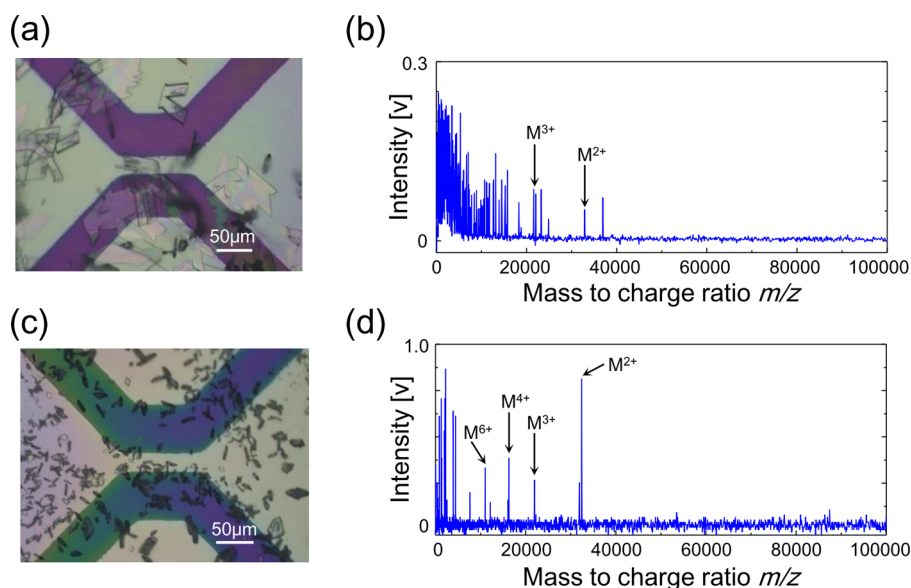 (a)
50μm
(b)
0.3
Intensity [v]
M3+
M2+
0
0 20000 40000 60000 80000 100000
Mass to charge ratio m/z
(c)
50μm
(d)
1.0
Intensity [v]
M2+
M4+
M3+
M6+
0
0 20000 40000 60000 80000 100000
Mass to charge ratio m/z